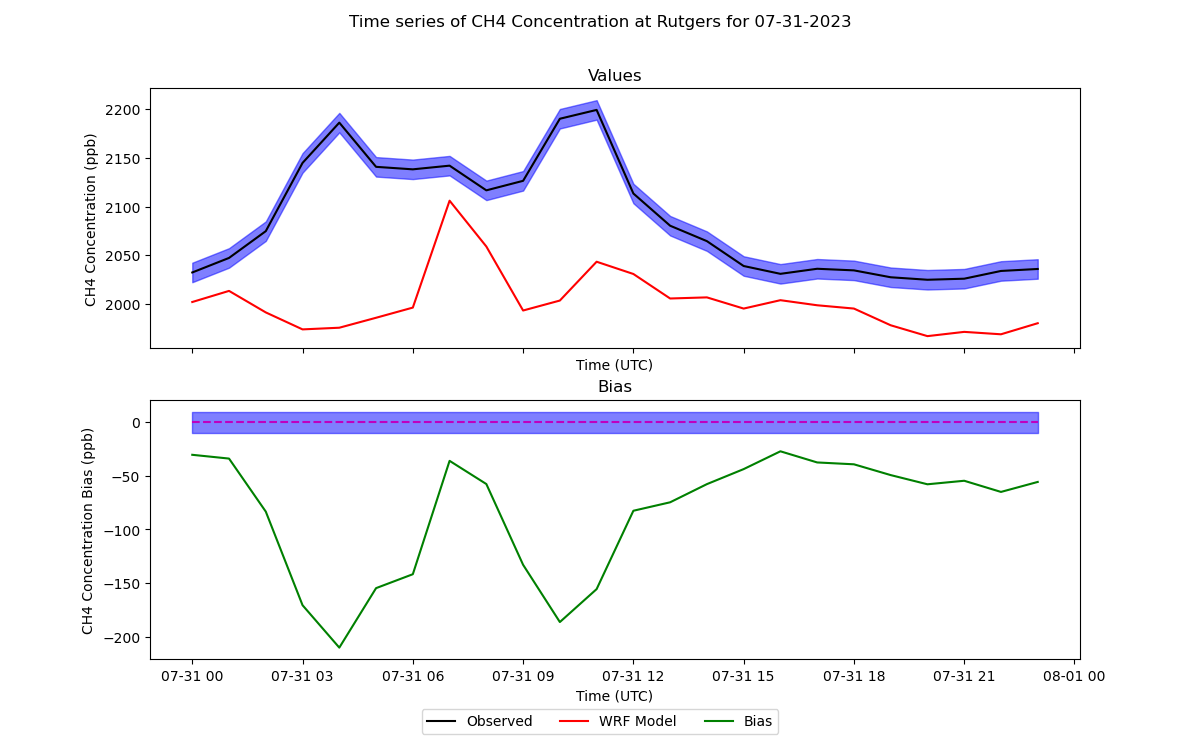 Time series of CH4 Concentration at Rutgers for 07-31-2023
Values
CH4 Concentration (ppb)
2200
2150
2100
2050
2000
Time (UTC)
Bias
CH4 Concentration Bias (ppb)
0
−50
−100
−150
−200
07-31 00 07-31 03 07-31 06 07-31 09 07-31 12 07-31 15 07-31 18 07-31 21 08-01 00
Time (UTC)
Observed WRF Model Bias